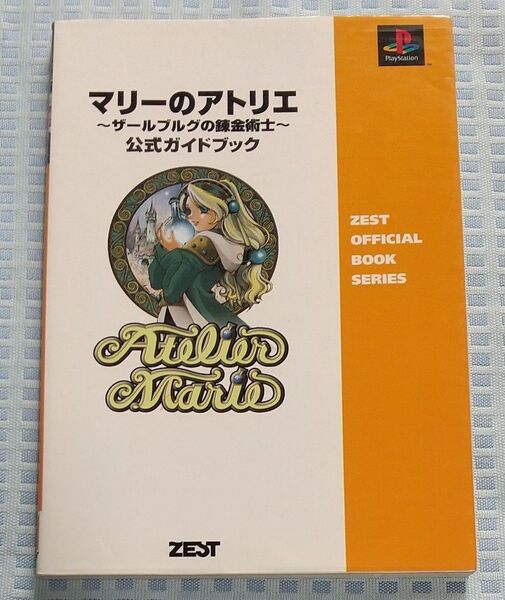 PlayStation
マリーのアトリエ
～ザールブルグの錬金術士～
公式ガイドブック
ZEST
OFFICIAL
BOOK
SERIES
Atelier
Marie
ZEST